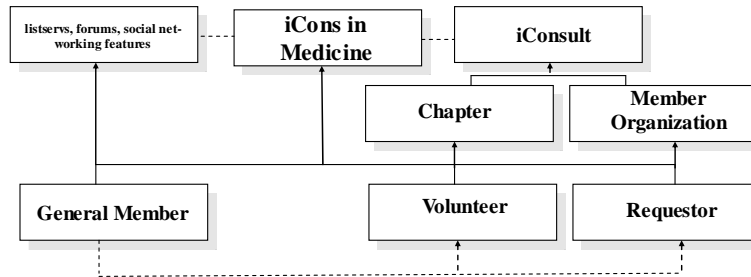 listservs, forums, social net-
working features
iCons in
Medicine
iConsult
Chapter
Member
Organization
General Member
Volunteer
Requestor